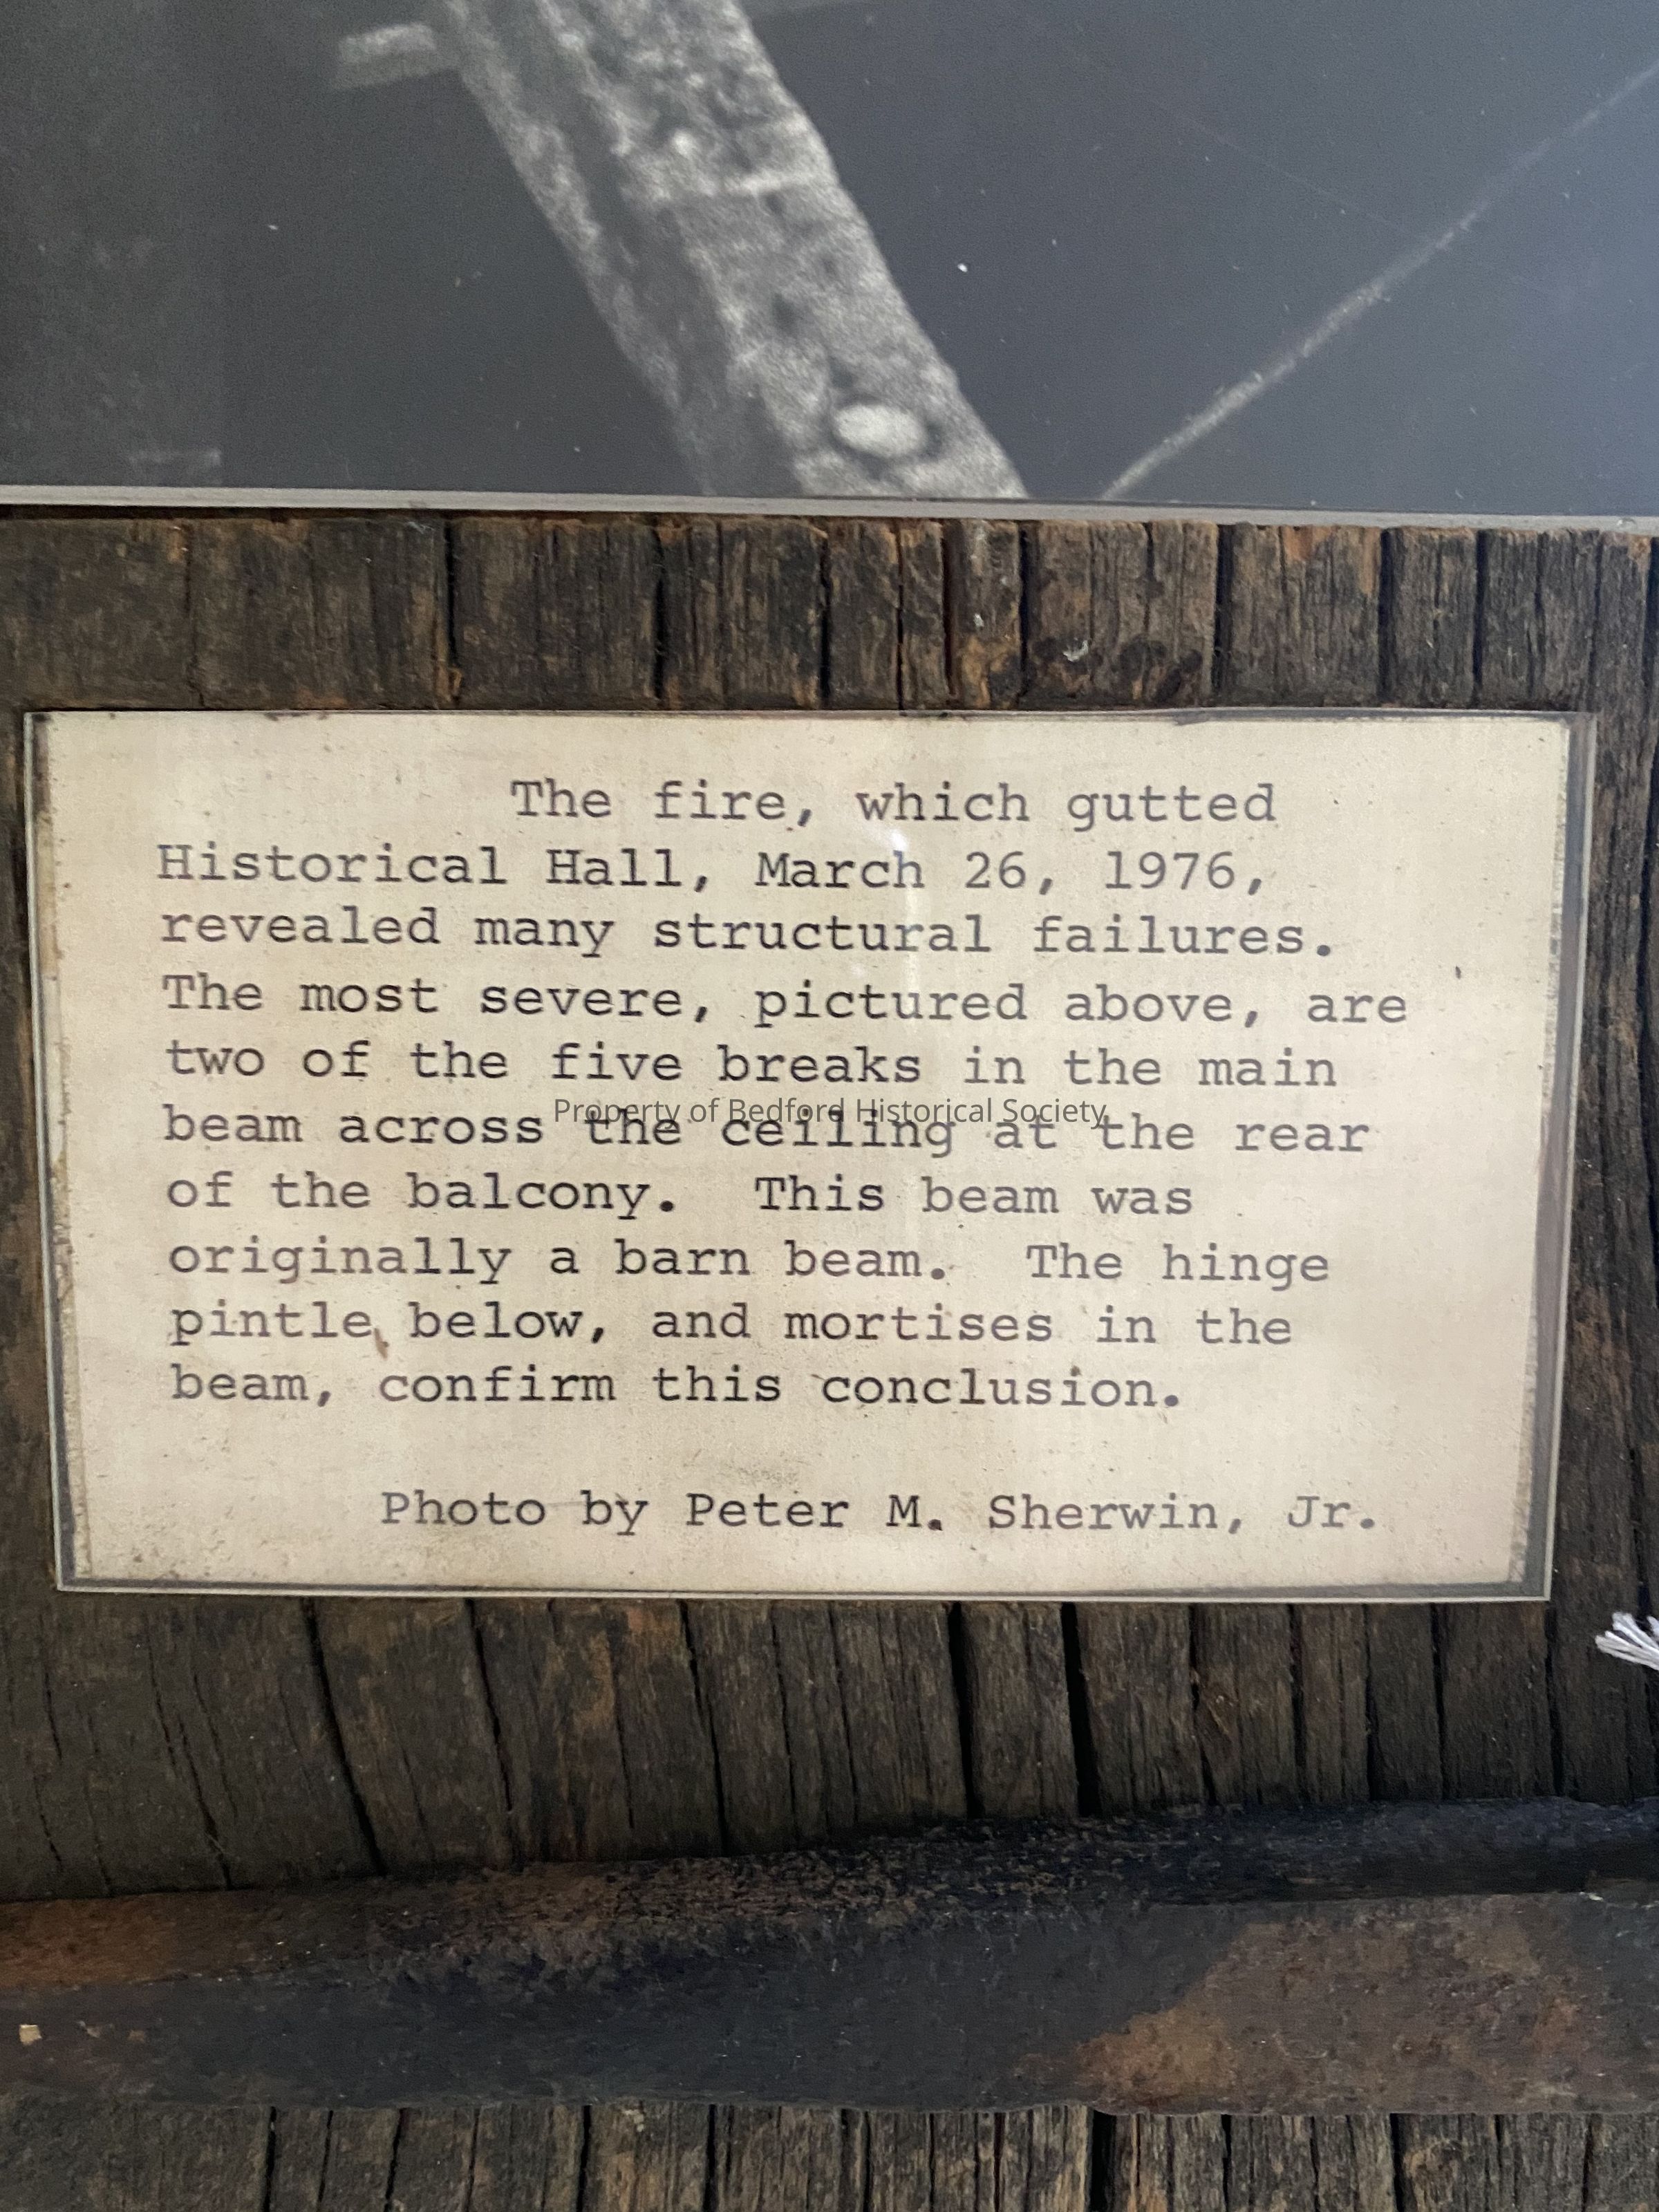 The fire, which gutted
Historical Hall, March 26, 1976,
revealed many structural failures.
The most severe, pictured above, are
two of the five breaks in the main
beam across the ceiling at the rear
of the balcony.  This beam was
originally a barn beam.  The hinge
pintle below, and mortises in the
beam, confirm this conclusion.
Photo by Peter M. Sherwin, Jr.
Property of Bedford Historical Society